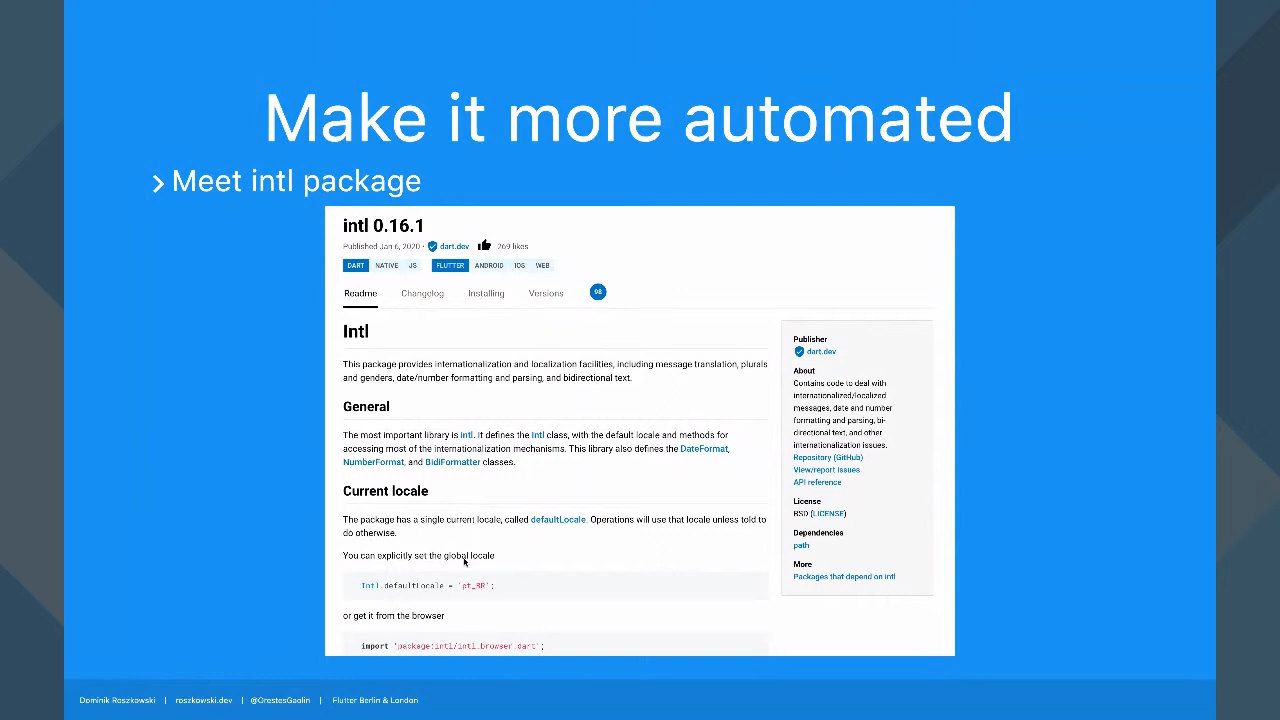 Make it more automated
> Meet intl package
intl 0.16.1
Published Jan 6, 2020 • dart.dev 269 likes
DART NATIVE JS FLUTTER ANDROID IOS WEB
Readme Changelog Installing Versions 98
Intl
This package provides internationalization and localization facilities, including message translation, plurals
and genders, date/number formatting and parsing, and bidirectional text.
General
The most important library is intl. It defines the Intl class, with the default locale and methods for
accessing most of the internationalization mechanisms. This library also defines the DateFormat,
NumberFormat, and BidiFormatter classes.
Current locale
The package has a single current locale, called defaultLocale. Operations will use that locale unless told to
do otherwise.
You can explicitly set the global locale
Intl.defaultLocale = 'pt_BR';
or get it from the browser
import 'package:intl/intl_browser.dart';
Publisher
dart.dev
About
Contains code to deal with
internationalized/localized
messages, date and number
formatting and parsing, bi-
directional text, and other
internationalization issues.
Repository (GitHub)
View/report issues
API reference
License
BSD (LICENSE)
Dependencies
path
More
Packages that depend on intl
Dominik Roszkowski | roszkowski.dev | @OrestesGaolin | Flutter Berlin & London